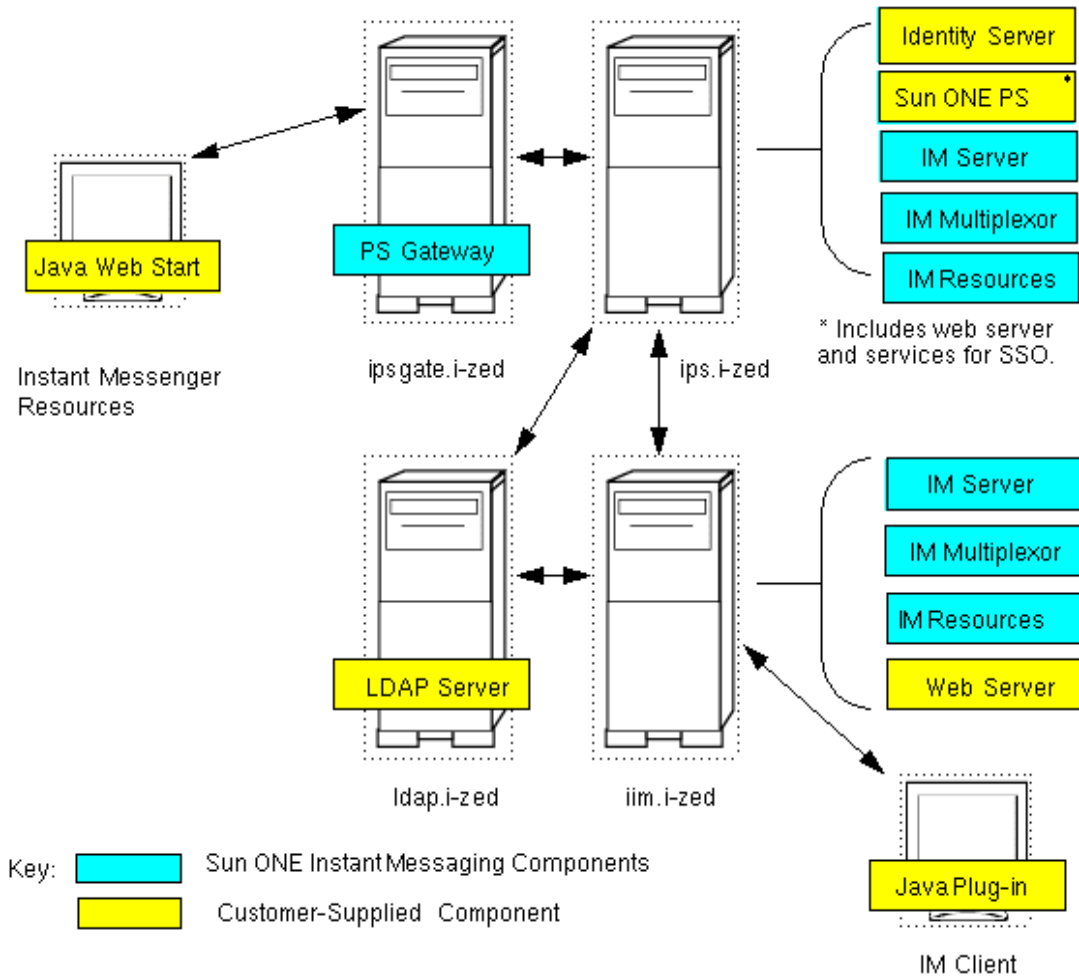 Identity Server
Sun ONE PS *
IM Server
IM Multiplexor
IM Resources
* Includes web server
and services for SSO.
Java Web Start
PS Gateway
Instant Messenger
Resources
ipsgate.i-zed
ips.i-zed
IM Server
IM Multiplexor
IM Resources
Web Server
LDAP Server
ldap.i-zed
iim.i-zed
Key:
Sun ONE Instant Messaging Components
Customer-Supplied Component
Java Plug-in
IM Client